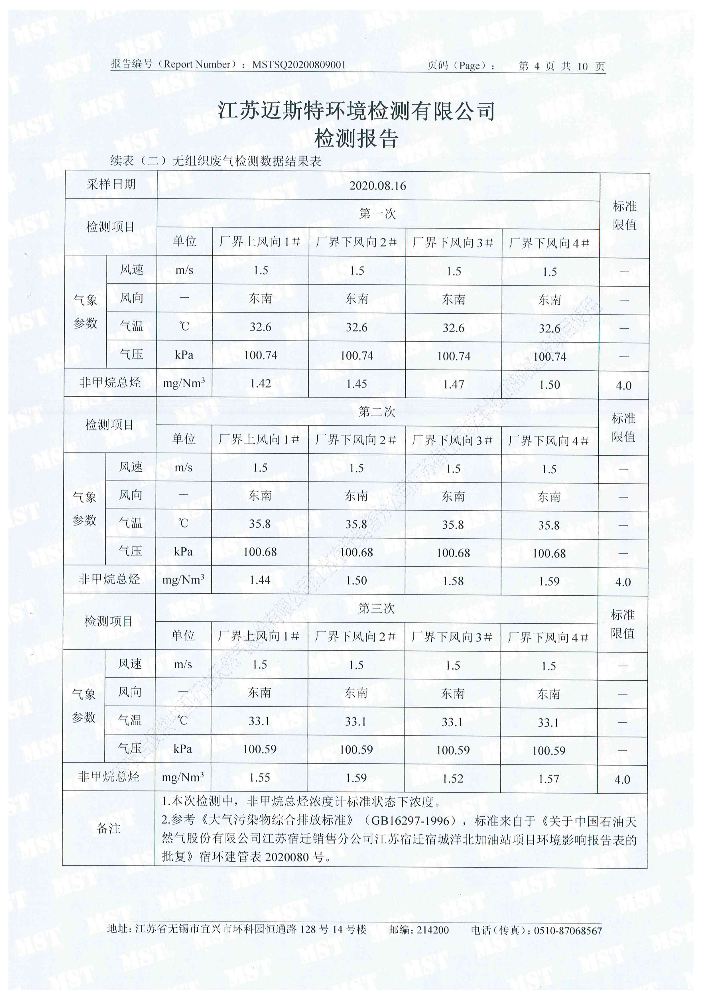 报告编号（Report Number）：MSTSQ20200809001 页码（Page）： 第 4 页 共 10 页
江苏迈斯特环境检测有限公司
检测报告
续表（二）无组织废气检测数据结果表
采样日期 2020.08.16 标准限值
检测项目 第一次
单位 厂界上风向1＃ 厂界下风向2＃ 厂界下风向3＃ 厂界下风向4＃
气象参数 风速 m/s 1.5 1.5 1.5 1.5 —
风向 — 东南 东南 东南 东南 —
气温 ℃ 32.6 32.6 32.6 32.6 —
气压 kPa 100.74 100.74 100.74 100.74 —
非甲烷总烃 mg/Nm³ 1.42 1.45 1.47 1.50 4.0
检测项目 第二次 标准限值
单位 厂界上风向1＃ 厂界下风向2＃ 厂界下风向3＃ 厂界下风向4＃
气象参数 风速 m/s 1.5 1.5 1.5 1.5 —
风向 — 东南 东南 东南 东南 —
气温 ℃ 35.8 35.8 35.8 35.8 —
气压 kPa 100.68 100.68 100.68 100.68 —
非甲烷总烃 mg/Nm³ 1.44 1.50 1.58 1.59 4.0
检测项目 第三次 标准限值
单位 厂界上风向1＃ 厂界下风向2＃ 厂界下风向3＃ 厂界下风向4＃
气象参数 风速 m/s 1.5 1.5 1.5 1.5 —
风向 — 东南 东南 东南 东南 —
气温 ℃ 33.1 33.1 33.1 33.1 —
气压 kPa 100.59 100.59 100.59 100.59 —
非甲烷总烃 mg/Nm³ 1.55 1.59 1.52 1.57 4.0
备注 1.本次检测中，非甲烷总烃浓度计标准状态下浓度。
2.参考《大气污染物综合排放标准》（GB16297-1996），标准来自于《关于中国石油天
然气股份有限公司江苏宿迁销售分公司江苏宿迁宿城洋北加油站项目环境影响报告表的
批复》宿环建管表 2020080 号。
地址：江苏省无锡市宜兴市环科园恒通路 128 号 14 号楼 邮编：214200 电话（传真）：0510-87068567
MST